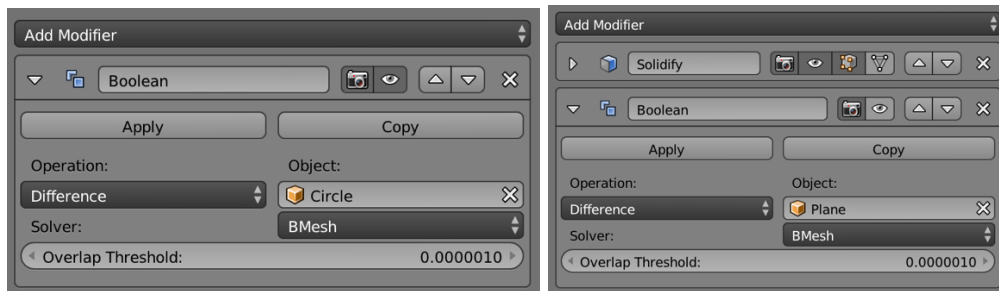 Add Modifier
Boolean
Apply Copy
Operation: Object:
Difference Circle
Solver: BMesh
Overlap Threshold: 0.0000010
Add Modifier
Solidify
Boolean
Apply Copy
Operation: Object:
Difference Plane
Solver: BMesh
Overlap Threshold: 0.0000010